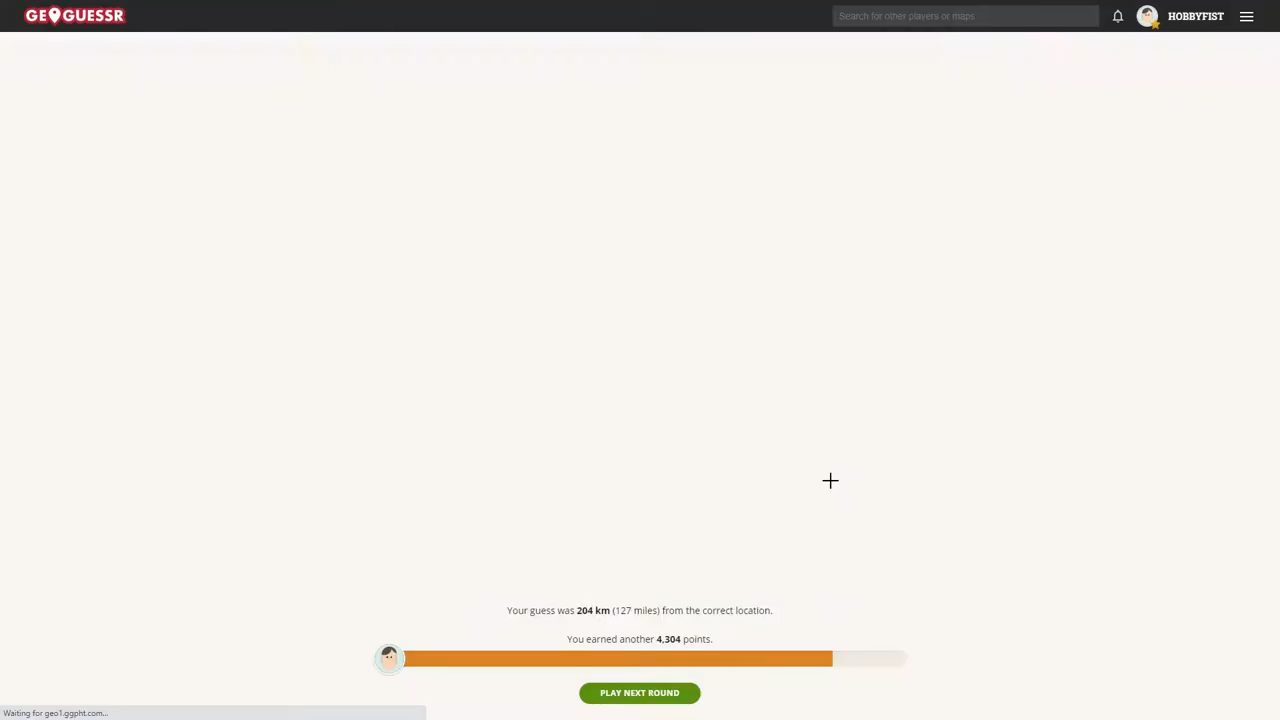 GEOGUESSR
Search for other players or maps
HOBBYFIST
Your guess was 204 km (127 miles) from the correct location.
You earned another 4,304 points.
PLAY NEXT ROUND
Waiting for geo1.ggpht.com...